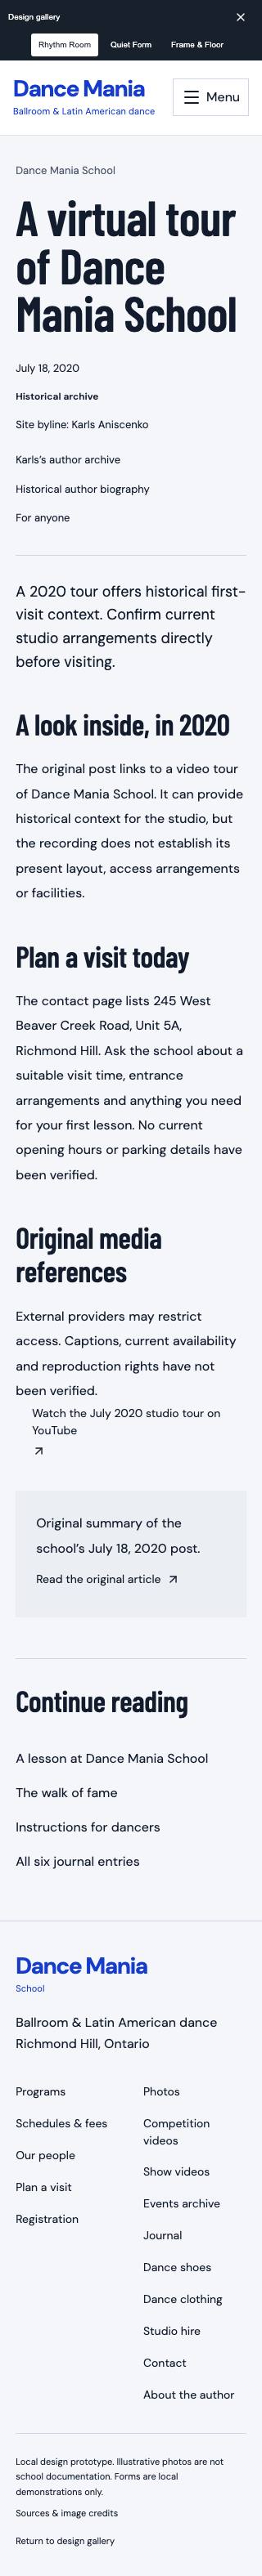 Design gallery
Rhythm Room Quiet Form Frame & Floor
Dance Mania
Ballroom & Latin American dance
Menu
Dance Mania School
A virtual tour
of Dance
Mania School
July 18, 2020
Historical archive
Site byline: Karls Aniscenko
Karls’s author archive
Historical author biography
For anyone
A 2020 tour offers historical first-
visit context. Confirm current
studio arrangements directly
before visiting.
A look inside, in 2020
The original post links to a video tour
of Dance Mania School. It can provide
historical context for the studio, but
the recording does not establish its
present layout, access arrangements
or facilities.
Plan a visit today
The contact page lists 245 West
Beaver Creek Road, Unit 5A,
Richmond Hill. Ask the school about a
suitable visit time, entrance
arrangements and anything you need
for your first lesson. No current
opening hours or parking details have
been verified.
Original media
references
External providers may restrict
access. Captions, current availability
and reproduction rights have not
been verified.
Watch the July 2020 studio tour on
YouTube
Original summary of the
school’s July 18, 2020 post.
Read the original article
Continue reading
A lesson at Dance Mania School
The walk of fame
Instructions for dancers
All six journal entries
Dance Mania
School
Ballroom & Latin American dance
Richmond Hill, Ontario
Programs
Schedules & fees
Our people
Plan a visit
Registration
Photos
Competition
videos
Show videos
Events archive
Journal
Dance shoes
Dance clothing
Studio hire
Contact
About the author
Local design prototype. Illustrative photos are not
school documentation. Forms are local
demonstrations only.
Sources & image credits
Return to design gallery